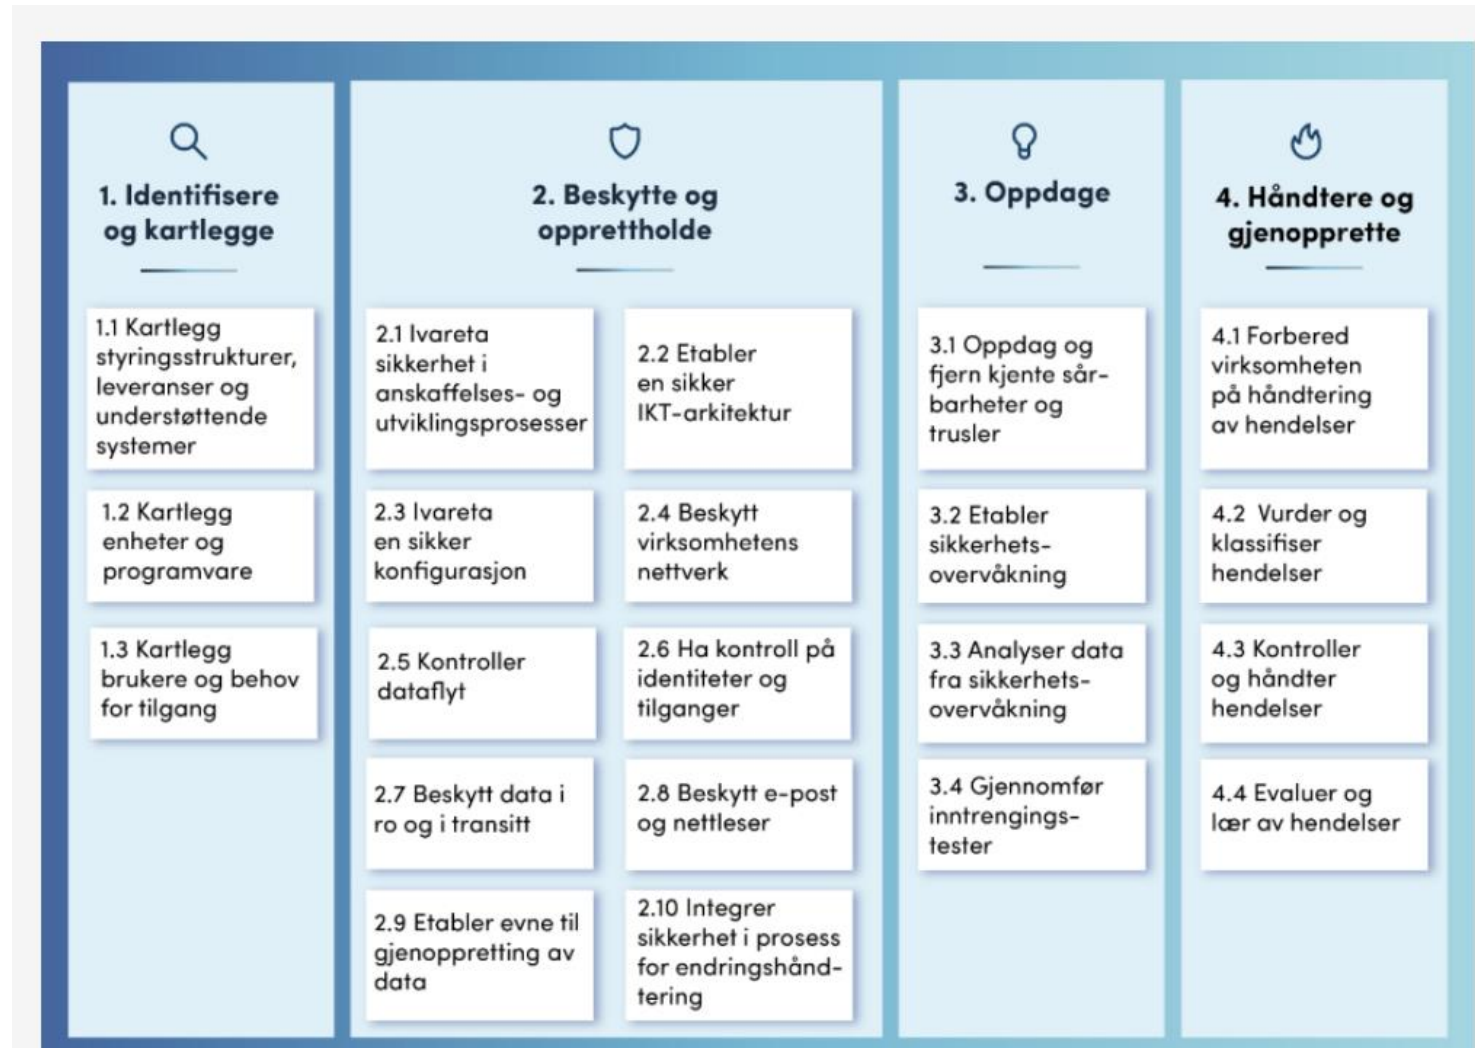 1. Identifisere
og kartlegge
1.1 Kartlegg
styringsstrukturer,
leveranser og
understøttende
systemer
1.2 Kartlegg
enheter og
programvare
1.3 Kartlegg
brukere og behov
for tilgang
2. Beskytte og
opprettholde
2.1 Ivareta
sikkerhet i
anskaffelses- og
utviklingsprosesser
2.2 Etabler
en sikker
IKT-arkitektur
2.3 Ivareta
en sikker
konfigurasjon
2.4 Beskytt
virksomhetens
nettverk
2.5 Kontroller
dataflyt
2.6 Ha kontroll på
identiteter og
tilganger
2.7 Beskytt data i
ro og i transitt
2.8 Beskytt e-post
og nettleser
2.9 Etabler evne til
gjenoppretting av
data
2.10 Integrer
sikkerhet i prosess
for endringshånd-
tering
3. Oppdage
3.1 Oppdag og
fjern kjente sår-
barheter og
trusler
3.2 Etabler
sikkerhets-
overvåkning
3.3 Analyser data
fra sikkerhets-
overvåkning
3.4 Gjennomfør
inntrengings-
tester
4. Håndtere og
gjenopprette
4.1 Forbered
virksomheten
på håndtering
av hendelser
4.2 Vurder og
klassifiser
hendelser
4.3 Kontroller
og håndter
hendelser
4.4 Evaluer og
lær av hendelser